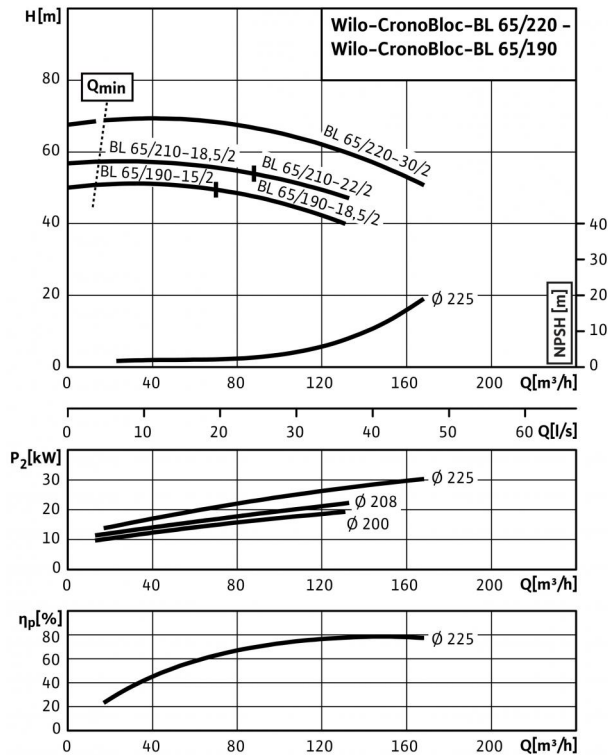 H[m]
Wilo-CronoBloc-BL 65/220 -
Wilo-CronoBloc-BL 65/190
80
Qmin
BL 65/220-30/2
60
BL 65/210-18,5/2
BL 65/210-22/2
BL 65/190-15/2
BL 65/190-18,5/2
40
40
30
20
20
Ø 225
NPSH [m]
10
0
0
0 40 80 120 160 200 Q[m³/h]
0 10 20 30 40 50 60 Q[l/s]
P₂[kW]
30
Ø 225
20
Ø 208
10
Ø 200
0
0 40 80 120 160 200 Q[m³/h]
ηp[%]
80
Ø 225
60
40
20
0
0 40 80 120 160 200 Q[m³/h]